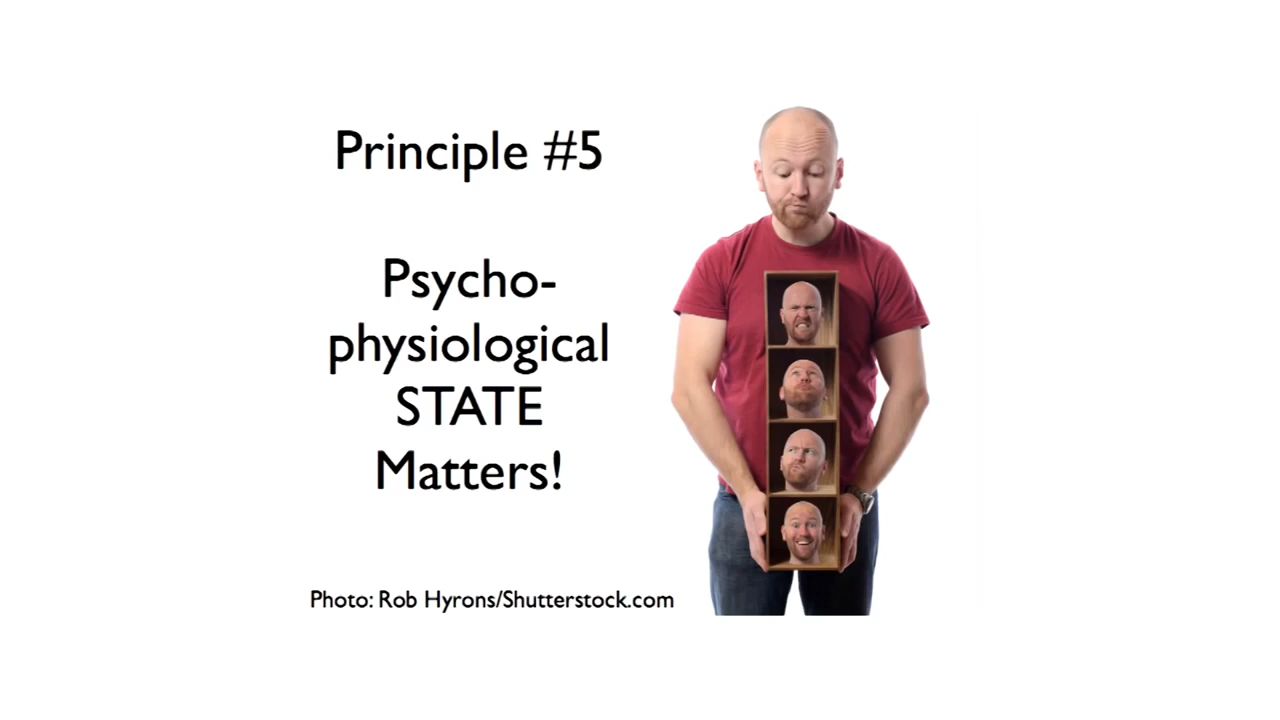 Principle #5
Psycho-
physiological
STATE
Matters!
Photo: Rob Hyrons/Shutterstock.com